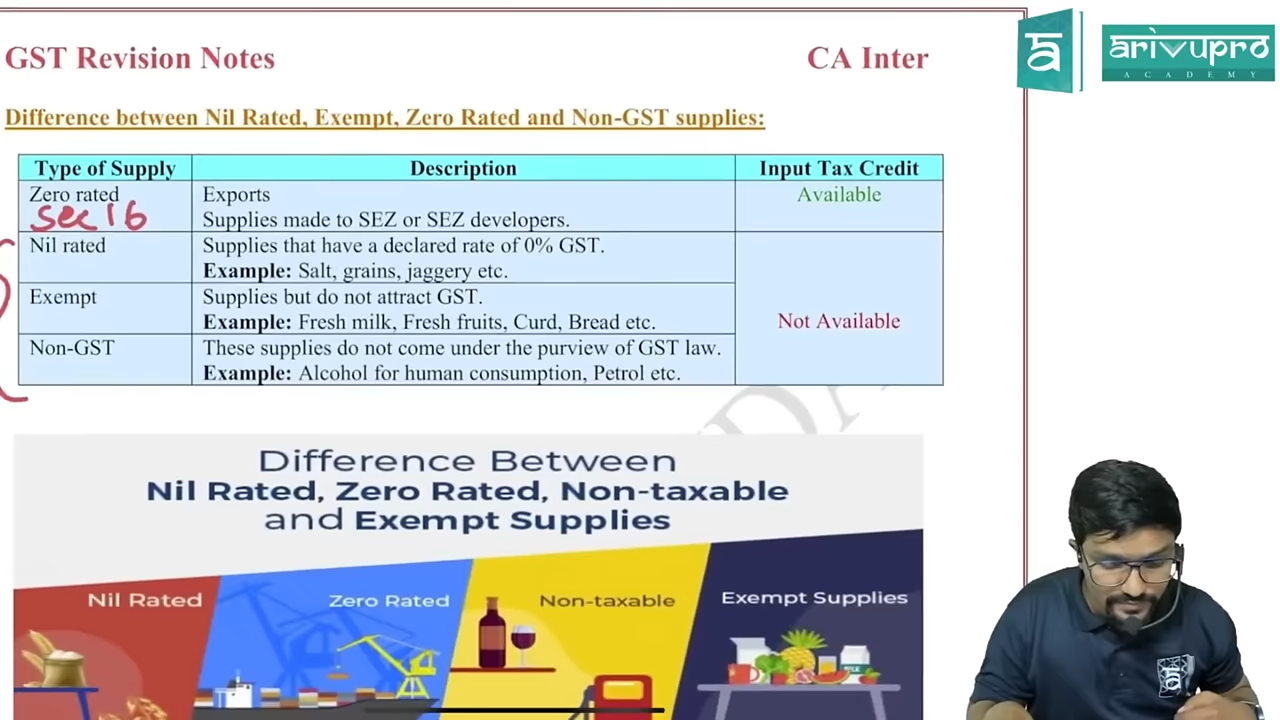 GST Revision Notes CA Inter
ārivupro
ACADEMY
Difference between Nil Rated, Exempt, Zero Rated and Non-GST supplies:
Type of Supply Description Input Tax Credit
Zero rated Exports Available
sec 16 Supplies made to SEZ or SEZ developers.
Nil rated Supplies that have a declared rate of 0% GST.
Example: Salt, grains, jaggery etc.
Exempt Supplies but do not attract GST.
Example: Fresh milk, Fresh fruits, Curd, Bread etc. Not Available
Non-GST These supplies do not come under the purview of GST law.
Example: Alcohol for human consumption, Petrol etc.
Difference Between
Nil Rated, Zero Rated, Non-taxable
and Exempt Supplies
Nil Rated Zero Rated Non-taxable Exempt Supplies
MILK